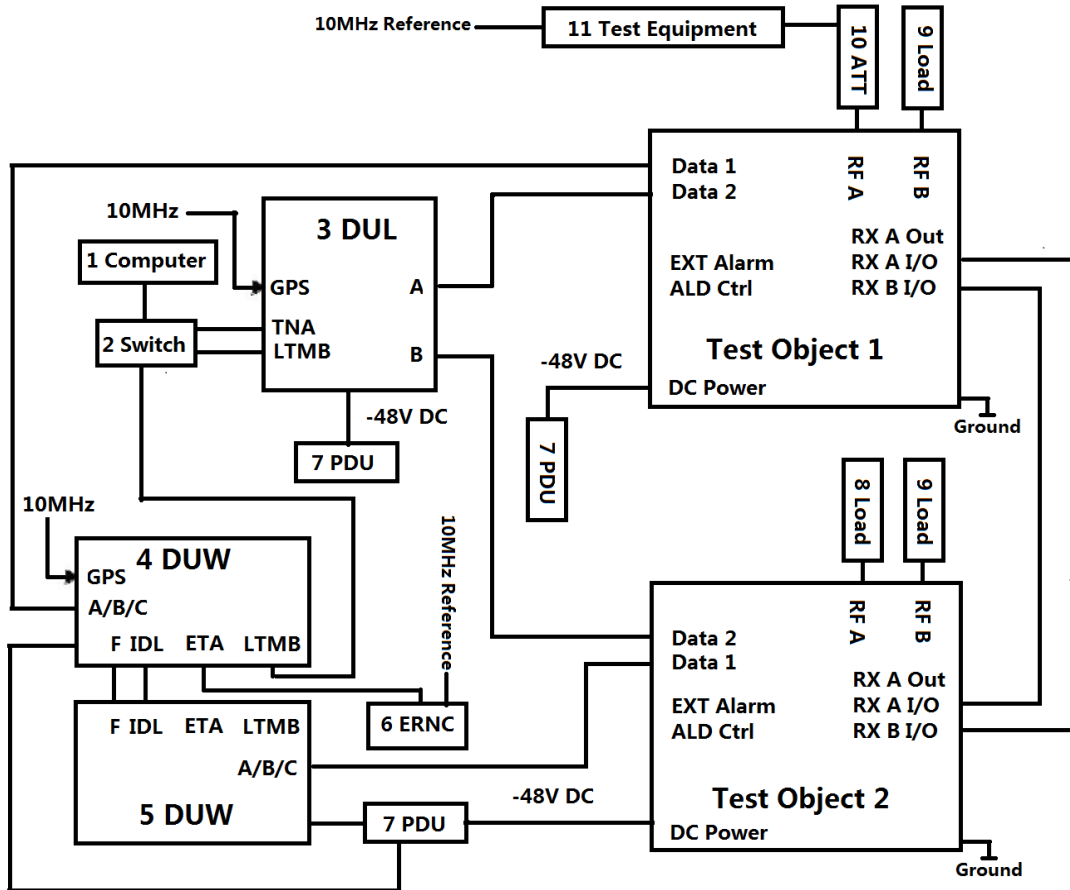 10MHz Reference
11 Test Equipment
10 ATT
9 Load
Data 1
Data 2
RF A
RF B
RX A Out
EXT Alarm
RX A I/O
ALD Ctrl
RX B I/O
Test Object 1
-48V DC
DC Power
7 PDU
Ground
10MHz
1 Computer
2 Switch
3 DUL
GPS
A
TNA
LTMB
B
-48V DC
7 PDU
10MHz
4 DUW
GPS
A/B/C
F IDL ETA LTMB
10MHz Reference
6 ERNC
F IDL ETA LTMB
A/B/C
5 DUW
7 PDU
-48V DC
8 Load
9 Load
RF A
RF B
Data 2
Data 1
RX A Out
EXT Alarm
RX A I/O
ALD Ctrl
RX B I/O
Test Object 2
DC Power
Ground